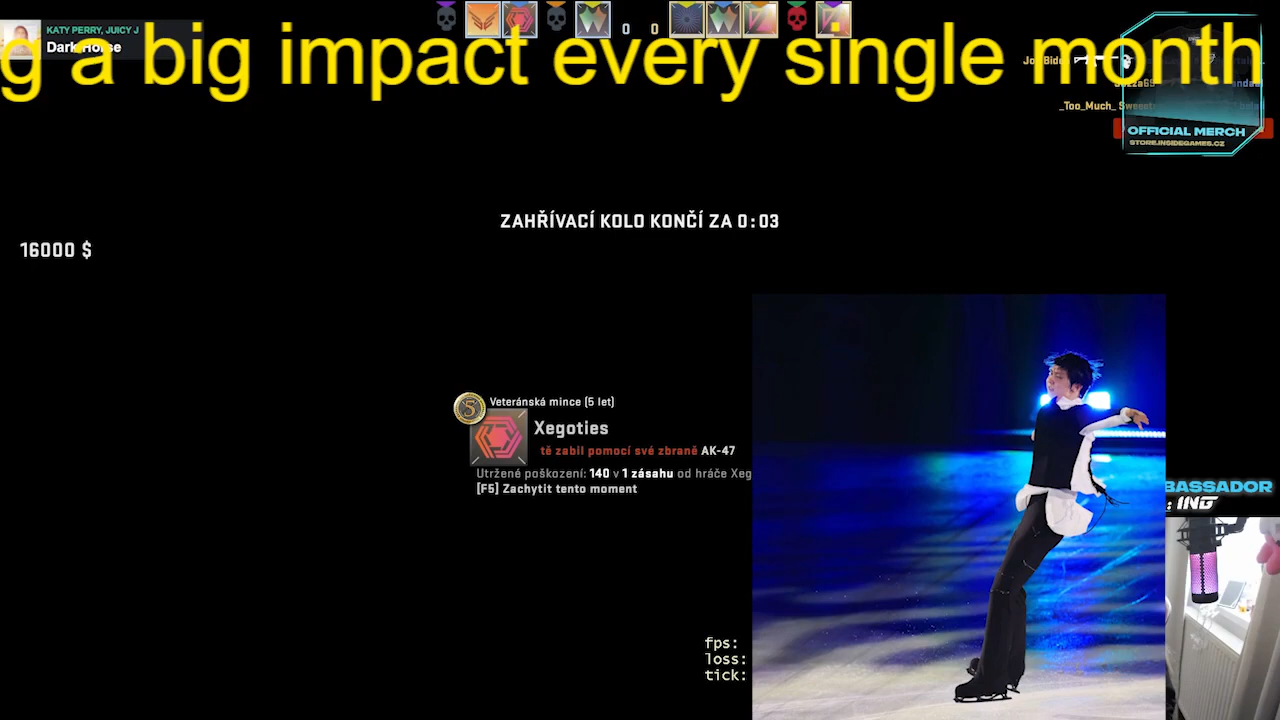 KATY PERRY, JUICY J
Dark Horse
g a big impact every single month
0 0
_Too_Much_
OFFICIAL MERCH
STORE.INSIDEGAMES.CZ
ZAHŘÍVACÍ KOLO KONČÍ ZA 0:03
16000 $
5
Veteránská mince (5 let)
Xegoties
tě zabil pomocí své zbraně AK-47
Utržené poškození: 140 v 1 zásahu od hráče Xeg
[F5] Zachytit tento moment
BASSADOR
: ING
fps:
loss:
tick: